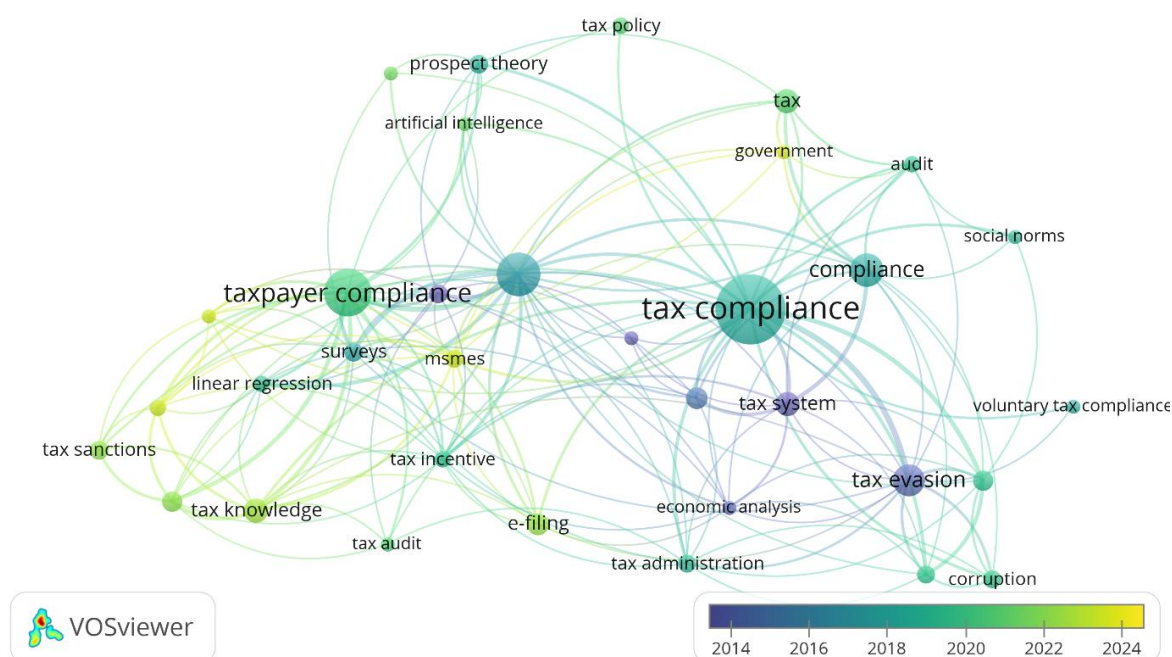 tax policy
prospect theory
tax
artificial intelligence
government
audit
social norms
compliance
taxpayer compliance
tax compliance
surveys
msmes
linear regression
tax system
voluntary tax compliance
tax sanctions
tax incentive
tax evasion
economic analysis
tax knowledge
e-filing
tax audit
tax administration
corruption
VOSviewer
2014 2016 2018 2020 2022 2024